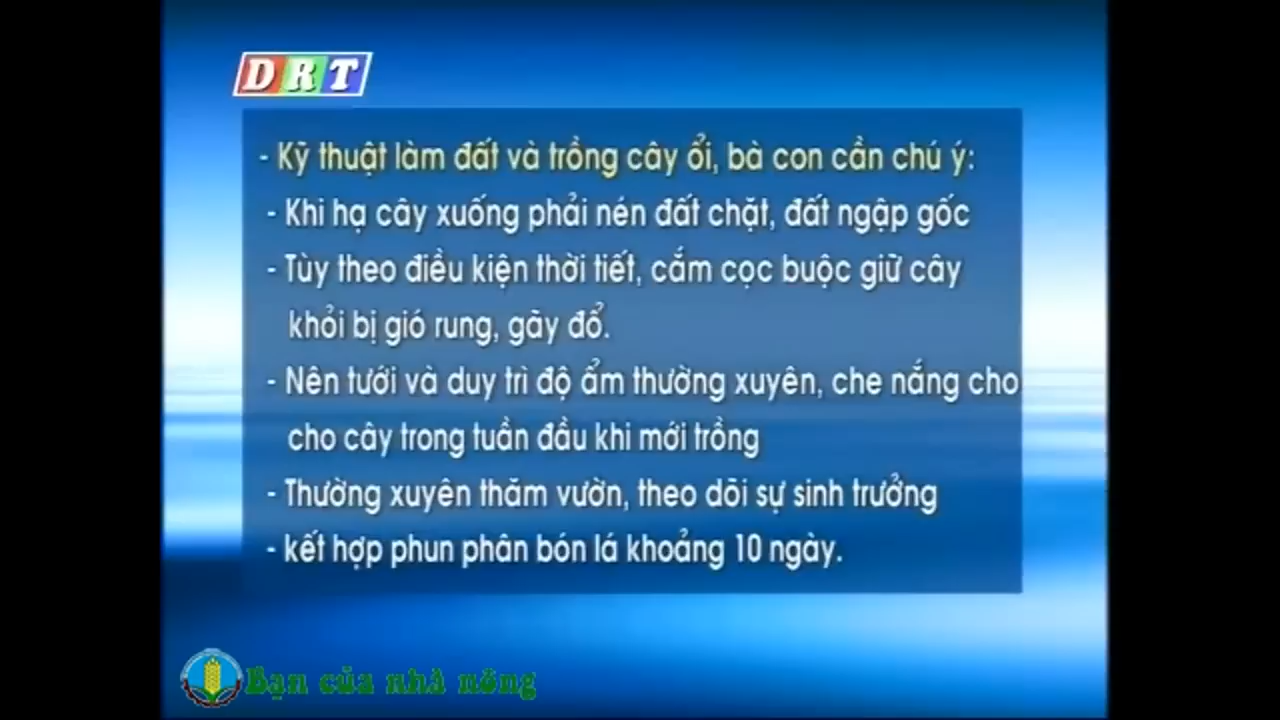 DRT
- Kỹ thuật làm đất và trồng cây ổi, bà con cần chú ý:
- Khi hạ cây xuống phải nén đất chặt, đất ngập gốc
- Tùy theo điều kiện thời tiết, cắm cọc buộc giữ cây
khỏi bị gió rung, gãy đổ.
- Nên tưới và duy trì độ ẩm thường xuyên, che nắng cho
cho cây trong tuần đầu khi mới trồng
- Thường xuyên thăm vườn, theo dõi sự sinh trưởng
- kết hợp phun phân bón lá khoảng 10 ngày.
Bạn của nhà nông